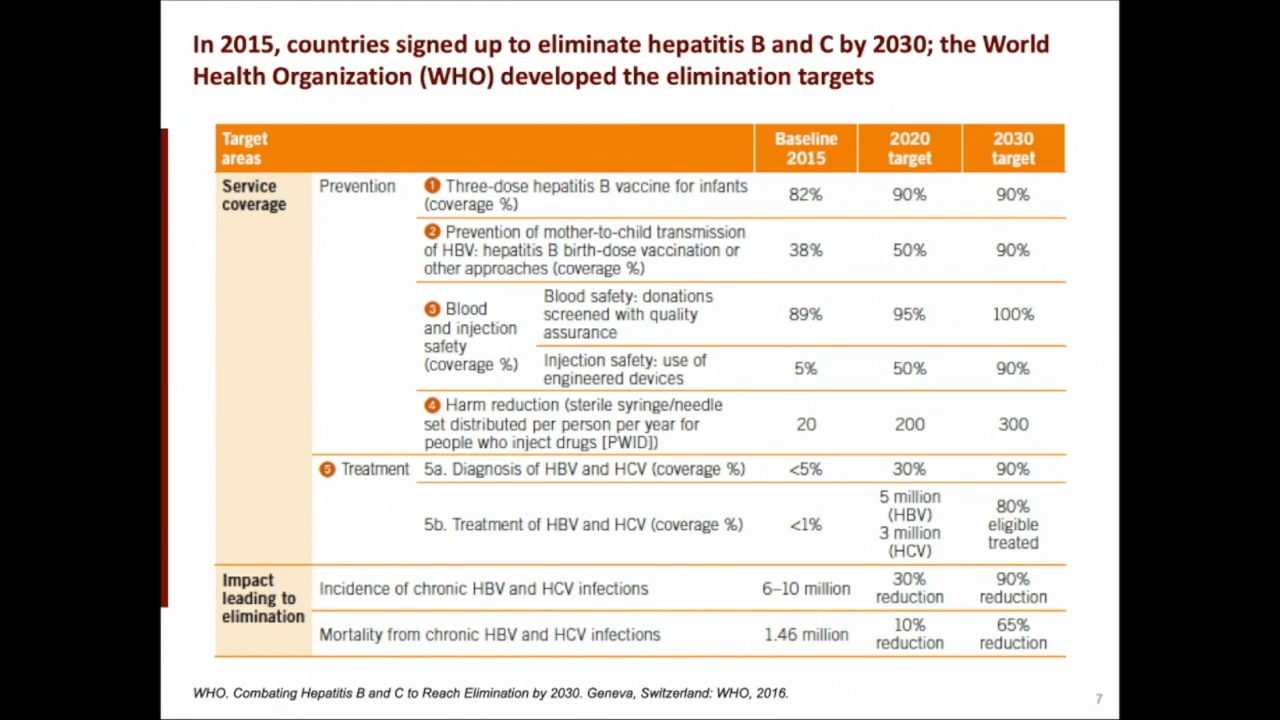 In 2015, countries signed up to eliminate hepatitis B and C by 2030; the World
Health Organization (WHO) developed the elimination targets
Target
areas
Baseline
2015
2020
target
2030
target
Service
coverage
Prevention
1 Three-dose hepatitis B vaccine for infants
(coverage %)
82%
90%
90%
2 Prevention of mother-to-child transmission
of HBV: hepatitis B birth-dose vaccination or
other approaches (coverage %)
38%
50%
90%
3 Blood
and injection
safety
(coverage %)
Blood safety: donations
screened with quality
assurance
89%
95%
100%
Injection safety: use of
engineered devices
5%
50%
90%
4 Harm reduction (sterile syringe/needle
set distributed per person per year for
people who inject drugs [PWID])
20
200
300
5 Treatment
5a. Diagnosis of HBV and HCV (coverage %)
<5%
30%
90%
5b. Treatment of HBV and HCV (coverage %)
<1%
5 million
(HBV)
3 million
(HCV)
80%
eligible
treated
Impact
leading to
elimination
Incidence of chronic HBV and HCV infections
6–10 million
30%
reduction
90%
reduction
Mortality from chronic HBV and HCV infections
1.46 million
10%
reduction
65%
reduction
WHO. Combating Hepatitis B and C to Reach Elimination by 2030. Geneva, Switzerland: WHO, 2016.
7